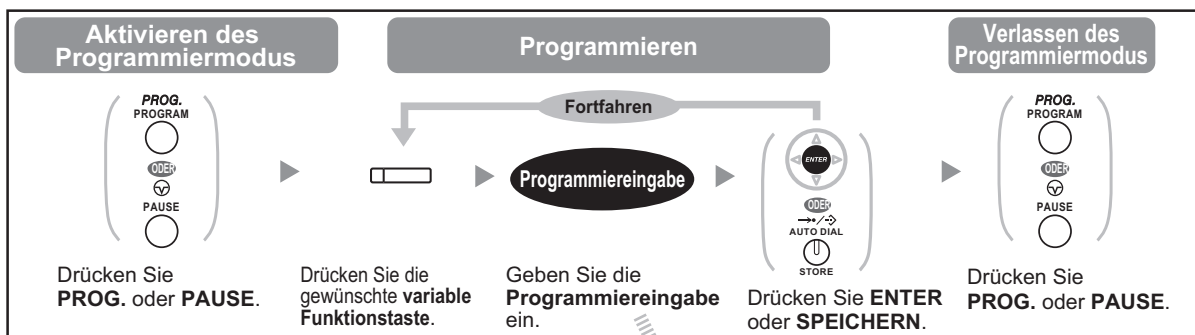 Aktivieren des
Programmiermodus
Programmieren
Verlassen des
Programmiermodus
Fortfahren
PROG.
PROGRAM
ODER
PAUSE
Programmiereingabe
ENTER
ODER
AUTO DIAL
STORE
PROG.
PROGRAM
ODER
PAUSE
Drücken Sie
PROG. oder PAUSE.
Drücken Sie die
gewünschte variable
Funktionstaste.
Geben Sie die
Programmiereingabe
ein.
Drücken Sie ENTER
oder SPEICHERN.
Drücken Sie
PROG. oder PAUSE.